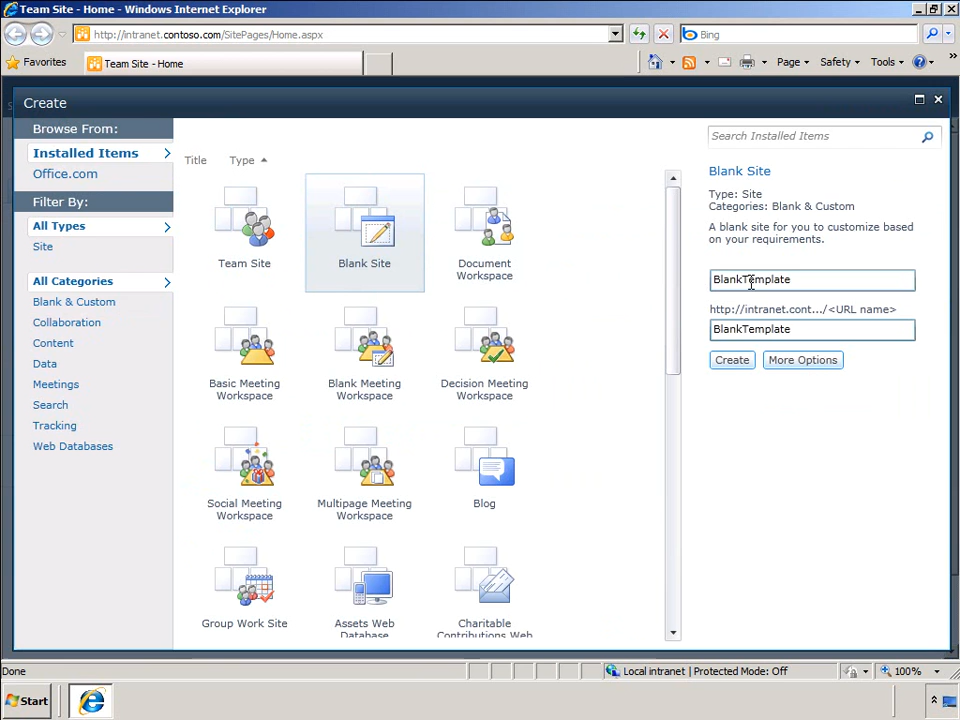 Team Site - Home - Windows Internet Explorer
http://intranet.contoso.com/SitePages/Home.aspx
Bing
Favorites
Team Site - Home
Page
Safety
Tools
Create
Browse From:
Installed Items
Office.com
Filter By:
All Types
Site
All Categories
Blank & Custom
Collaboration
Content
Data
Meetings
Search
Tracking
Web Databases
Title Type
Team Site
Blank Site
Document
Workspace
Basic Meeting
Workspace
Blank Meeting
Workspace
Decision Meeting
Workspace
Social Meeting
Workspace
Multipage Meeting
Workspace
Blog
Group Work Site
Assets Web
Database
Charitable
Contributions Web
Search Installed Items
Blank Site
Type: Site
Categories: Blank & Custom
A blank site for you to customize based
on your requirements.
BlankTemplate
http://intranet.cont.../<URL name>
BlankTemplate
Create
More Options
Done
Local intranet | Protected Mode: Off
100%
Start